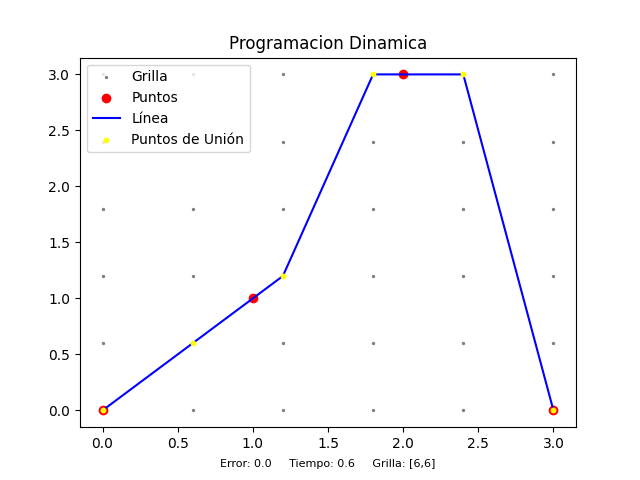 Programacion Dinamica
3.0
2.5
2.0
1.5
1.0
0.5
0.0
Grilla
Puntos
Línea
Puntos de Unión
0.0 0.5 1.0 1.5 2.0 2.5 3.0
Error: 0.0 Tiempo: 0.6 Grilla: [6,6]